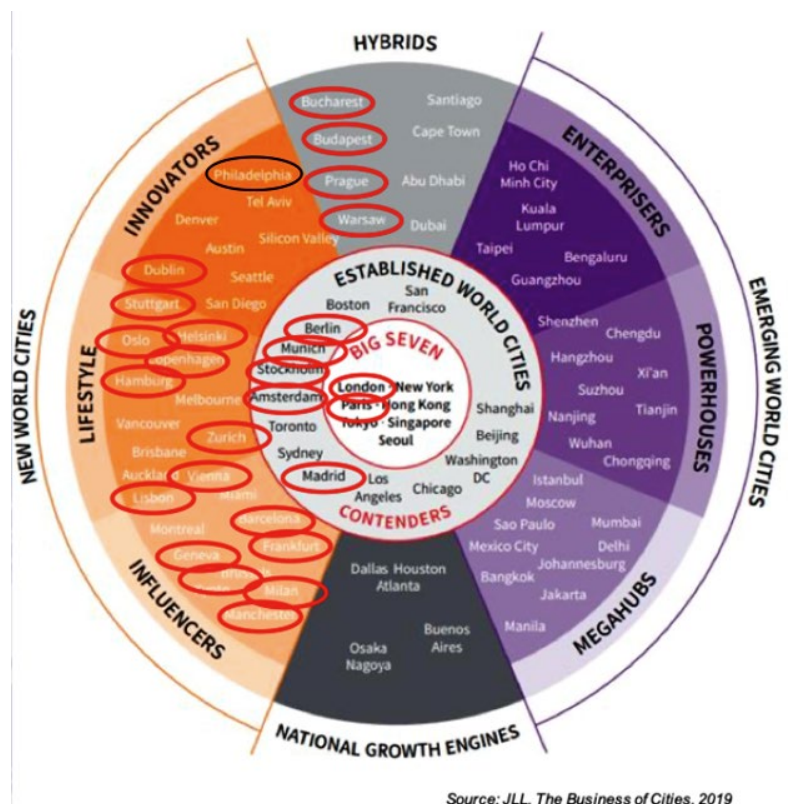 HYBRIDS
Bucharest
Santiago
Budapest
Cape Town
Prague
Abu Dhabi
Warsaw
Dubai
INNOVATORS
Philadelphia
Tel Aviv
Denver
Silicon Valley
Austin
Dublin
Seattle
Stuttgart
San Diego
ENTERPRISERS
Ho Chi
Minh City
Kuala
Lumpur
Taipei
Bengaluru
Guangzhou
ESTABLISHED WORLD CITIES
San
Francisco
Boston
Berlin
Munich
Stockholm
Amsterdam
Toronto
Sydney
Madrid
Los
Angeles
Chicago
Washington
DC
Beijing
Shanghai
CONTENDERS
BIG SEVEN
London · New York
Paris · Hong Kong
Tokyo · Singapore
Seoul
NEW WORLD CITIES
LIFESTYLE
Oslo
Helsinki
Copenhagen
Hamburg
Melbourne
Vancouver
Zurich
Brisbane
Auckland
Vienna
Lisbon
Miami
INFLUENCERS
Barcelona
Montreal
Frankfurt
Geneva
Brussels
Milan
Manchester
EMERGING WORLD CITIES
POWERHOUSES
Shenzhen
Chengdu
Hangzhou
Xi'an
Suzhou
Tianjin
Nanjing
Wuhan
Chongqing
MEGAHUBS
Istanbul
Moscow
Sao Paulo
Mumbai
Mexico City
Delhi
Johannesburg
Bangkok
Jakarta
Manila
Dallas Houston
Atlanta
Buenos
Aires
Osaka
Nagoya
NATIONAL GROWTH ENGINES
Source: JLL, The Business of Cities, 2019